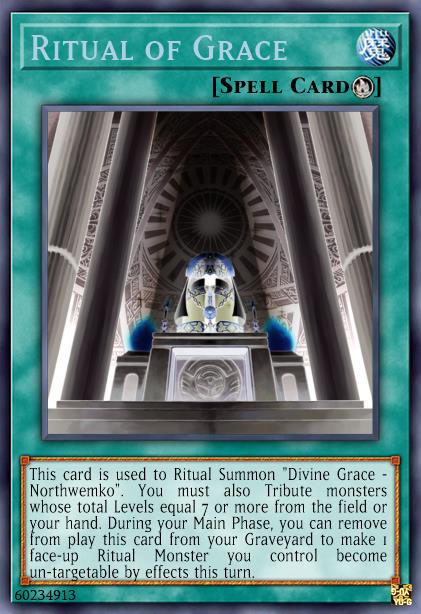 Ritual of Grace
魔
[Spell Card]
This card is used to Ritual Summon "Divine Grace -
Northwemko". You must also Tribute monsters
whose total Levels equal 7 or more from the field or
your hand. During your Main Phase, you can remove
from play this card from your Graveyard to make 1
face-up Ritual Monster you control become
un-targetable by effects this turn.
60234913